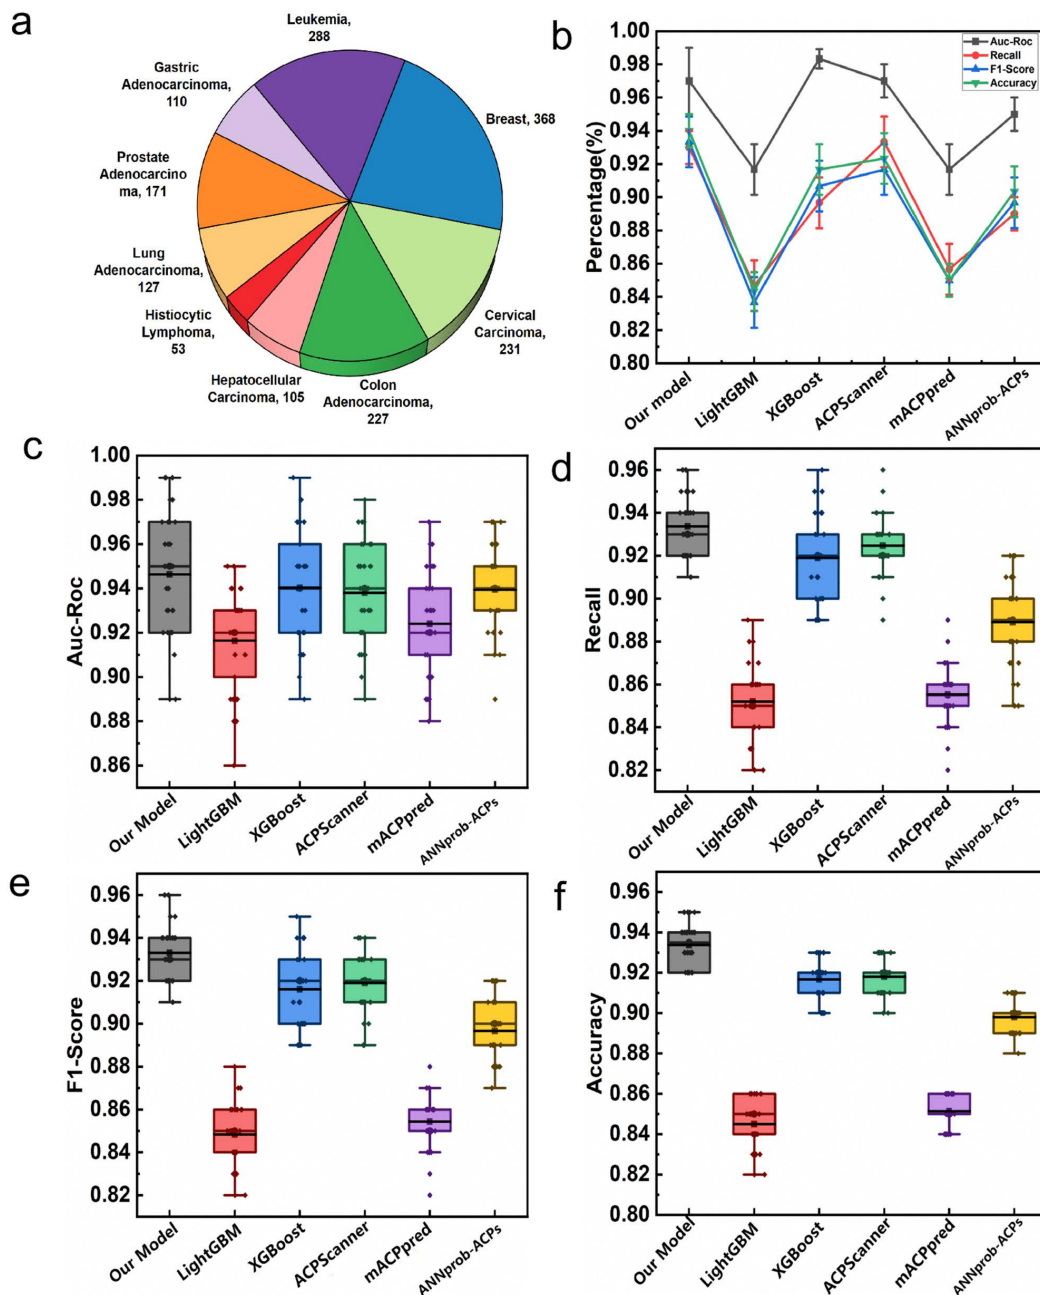 a
Leukemia,
288
Gastric
Adenocarcinoma,
110
Breast, 368
Prostate
Adenocarcino
ma, 171
Lung
Adenocarcinoma,
127
Histiocytic
Lymphoma,
53
Hepatocellular
Carcinoma, 105
Colon
Adenocarcinoma,
227
Cervical
Carcinoma,
231
b
Percentage(%)
1.00
0.98
0.96
0.94
0.92
0.90
0.88
0.86
0.84
0.82
0.80
Auc-Roc
Recall
F1-Score
Accuracy
Our model
LightGBM
XGBoost
ACPScanner
mACPpred
ANNprob-ACPs
c
Auc-Roc
1.00
0.98
0.96
0.94
0.92
0.90
0.88
0.86
Our Model
LightGBM
XGBoost
ACPScanner
mACPpred
ANNprob-ACPs
d
Recall
0.96
0.94
0.92
0.90
0.88
0.86
0.84
0.82
Our Model
LightGBM
XGBoost
ACPScanner
mACPpred
ANNprob-ACPs
e
F1-Score
0.96
0.94
0.92
0.90
0.88
0.86
0.84
0.82
Our Model
LightGBM
XGBoost
ACPScanner
mACPpred
ANNprob-ACPs
f
Accuracy
0.96
0.94
0.92
0.90
0.88
0.86
0.84
0.82
0.80
Our Model
LightGBM
XGBoost
ACPScanner
mACPpred
ANNprob-ACPs